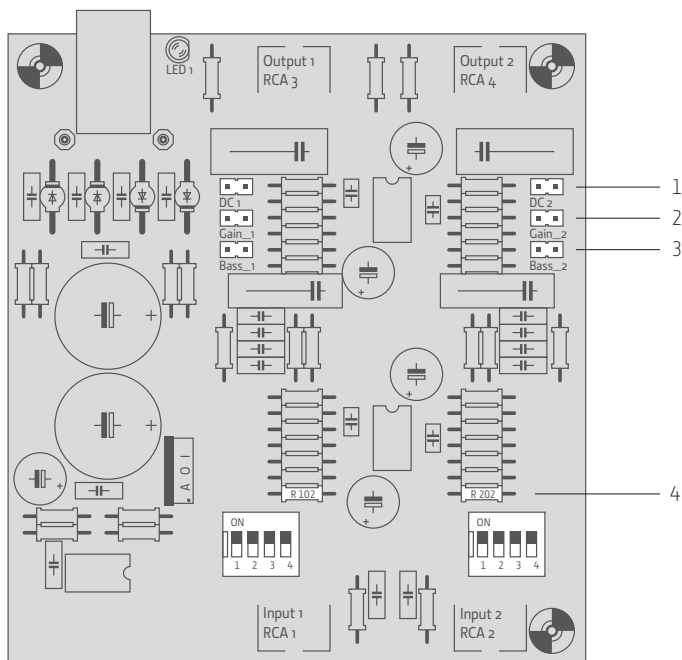 LED 1
Output 1
RCA 3
Output 2
RCA 4
DC 1
DC 2
1
Gain_1
Gain_2
2
Bass_1
Bass_2
3
A O I
R 102
R 202
4
ON
1 2 3 4
ON
1 2 3 4
Input 1
RCA 1
Input 2
RCA 2